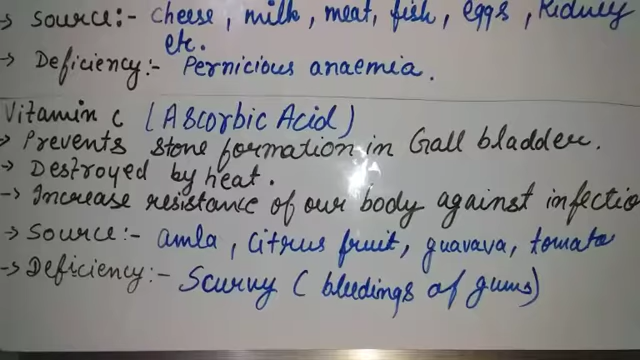 → Source:- cheese, milk, meat, fish, eggs, Kidney
etc.
→ Deficiency:- Pernicious anaemia.
Vitamin C (Ascorbic Acid)
→ Prevents stone formation in Gall bladder.
→ Destroyed by heat.
→ Increase resistance of our body against infectio
→ Source:- amla, citrus fruit, guavava, tomato
→ Deficiency:- Scurvy (bleedings of gums)